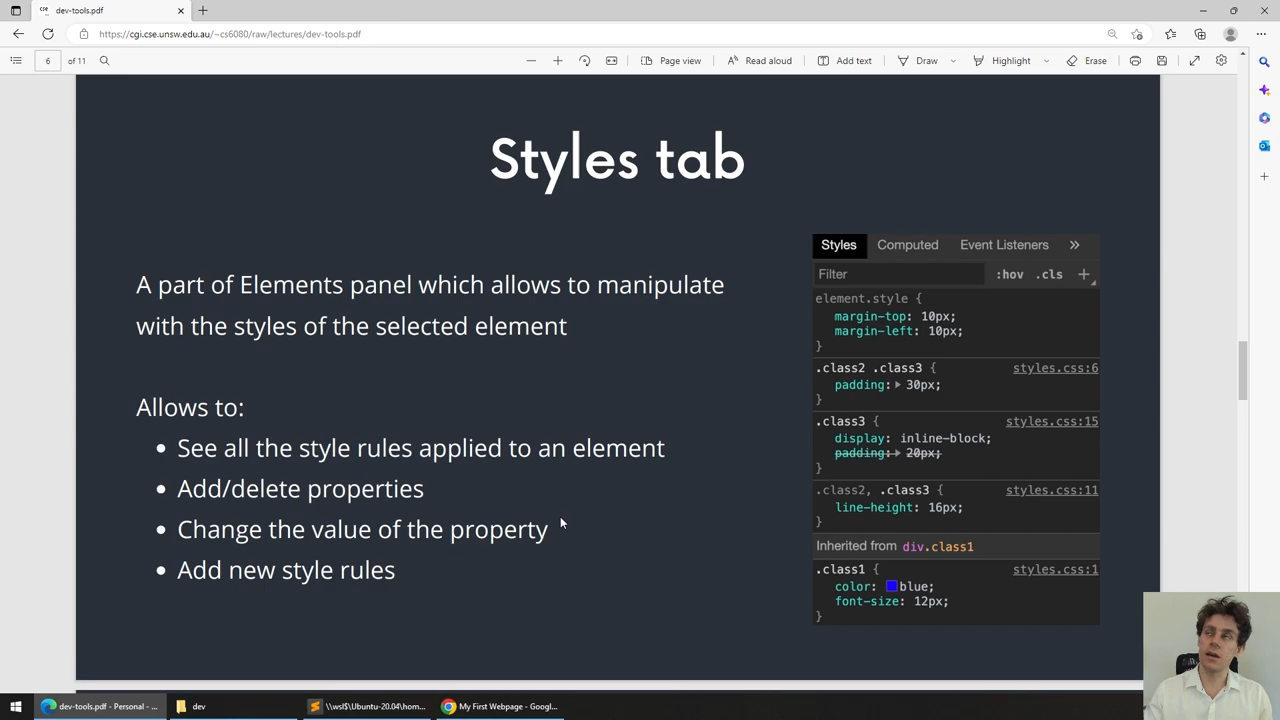 dev-tools.pdf
https://cgi.cse.unsw.edu.au/~cs6080/raw/lectures/dev-tools.pdf
6 of 11
Page view
Read aloud
Add text
Draw
Highlight
Erase
Styles tab
A part of Elements panel which allows to manipulate
with the styles of the selected element
Allows to:
• See all the style rules applied to an element
• Add/delete properties
• Change the value of the property
• Add new style rules
Styles Computed Event Listeners »
Filter :hov .cls +
element.style {
margin-top: 10px;
margin-left: 10px;
}
.class2 .class3 { styles.css:6
padding: 30px;
}
.class3 { styles.css:15
display: inline-block;
padding: 20px;
}
.class2, .class3 { styles.css:11
line-height: 16px;
}
Inherited from div.class1
.class1 { styles.css:1
color: blue;
font-size: 12px;
}
dev-tools.pdf - Personal - ...
dev
\\wsl$\Ubuntu-20.04\hom...
My First Webpage - Googl...